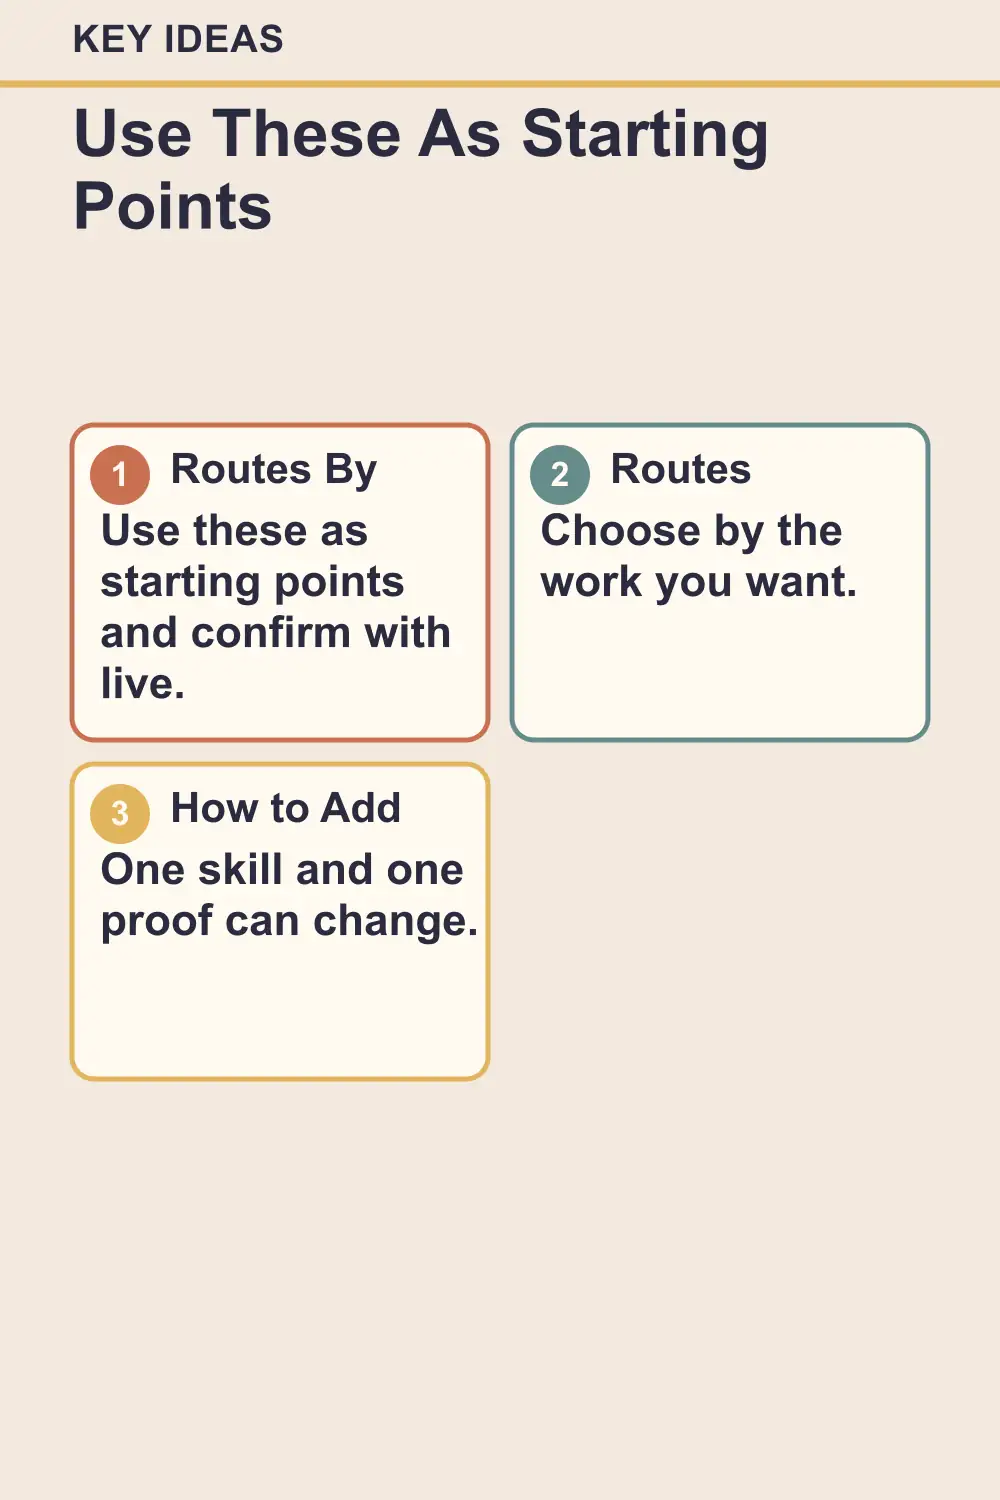 KEY IDEAS
Use These As Starting
Points
1 Routes By
Use these as
starting points
and confirm with
live.
2 Routes
Choose by the
work you want.
3 How to Add
One skill and one
proof can change.